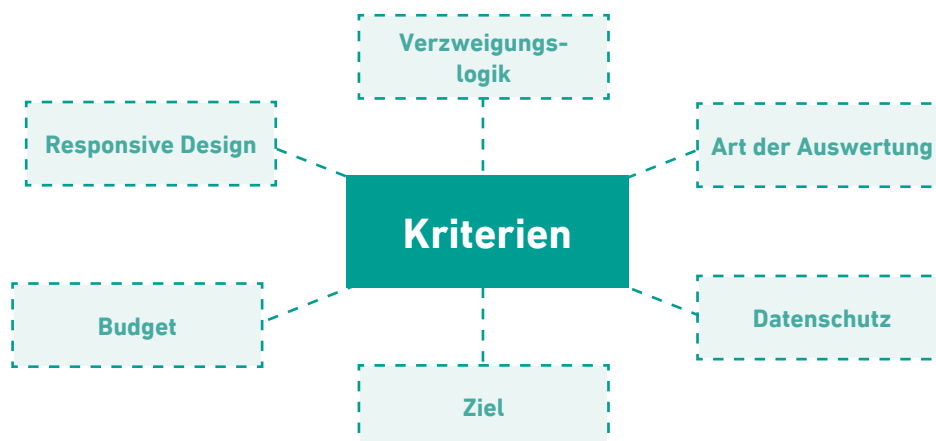 Verzweigungs-
logik
Responsive Design
Art der Auswertung
Kriterien
Budget
Datenschutz
Ziel